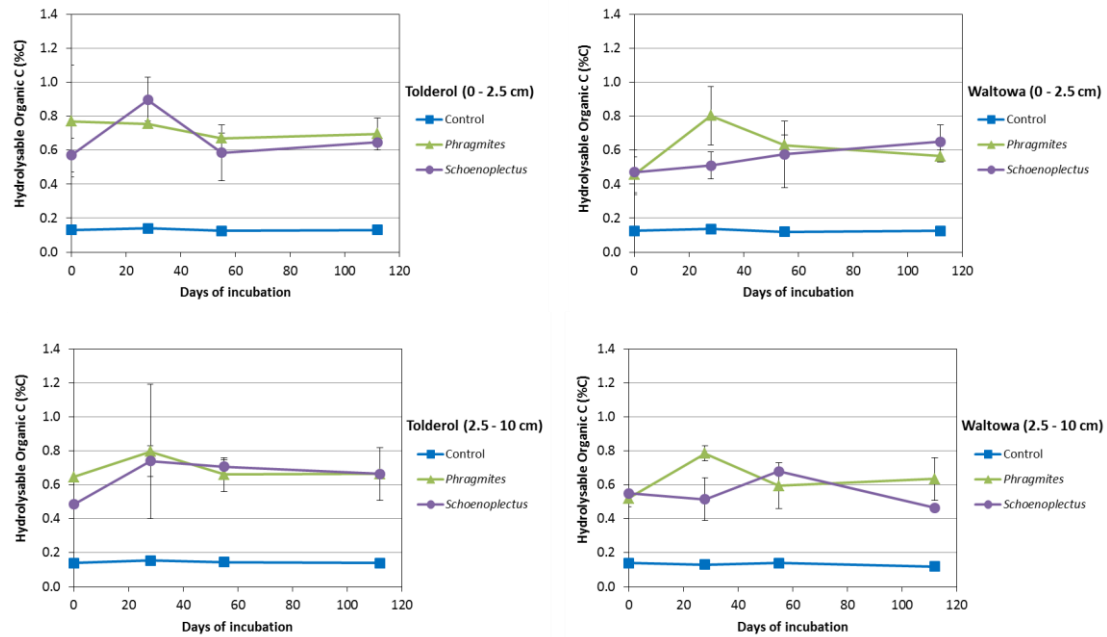 Hydrolysable Organic C (%C)
1.4
1.2
1.0
0.8
0.6
0.4
0.2
0.0
0 20 40 60 80 100 120
Days of incubation
Tolderol (0 - 2.5 cm)
Control
Phragmites
Schoenoplectus
Hydrolysable Organic C (%C)
1.4
1.2
1.0
0.8
0.6
0.4
0.2
0.0
0 20 40 60 80 100 120
Days of incubation
Waltowa (0 - 2.5 cm)
Control
Phragmites
Schoenoplectus
Hydrolysable Organic C (%C)
1.4
1.2
1.0
0.8
0.6
0.4
0.2
0.0
0 20 40 60 80 100 120
Days of incubation
Tolderol (2.5 - 10 cm)
Control
Phragmites
Schoenoplectus
Hydrolysable Organic C (%C)
1.4
1.2
1.0
0.8
0.6
0.4
0.2
0.0
0 20 40 60 80 100 120
Days of incubation
Waltowa (2.5 - 10 cm)
Control
Phragmites
Schoenoplectus